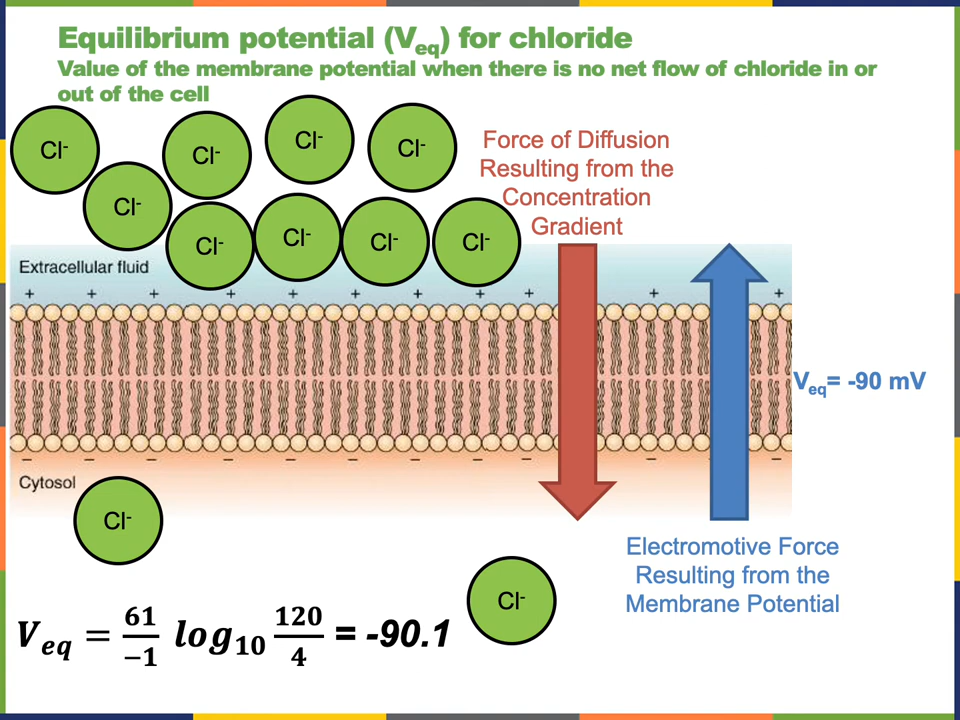 Equilibrium potential (Veq) for chloride
Value of the membrane potential when there is no net flow of chloride in or
out of the cell
Cl-
Cl-
Cl-
Cl-
Cl-
Cl-
Cl-
Cl-
Cl-
Force of Diffusion
Resulting from the
Concentration
Gradient
Extracellular fluid
+ + + + + + + + + + +
Veq= -90 mV
– – – – – – – – – – –
Cytosol
Cl-
Cl-
Electromotive Force
Resulting from the
Membrane Potential
Veq = 61/−1 log10 120/4 = -90.1